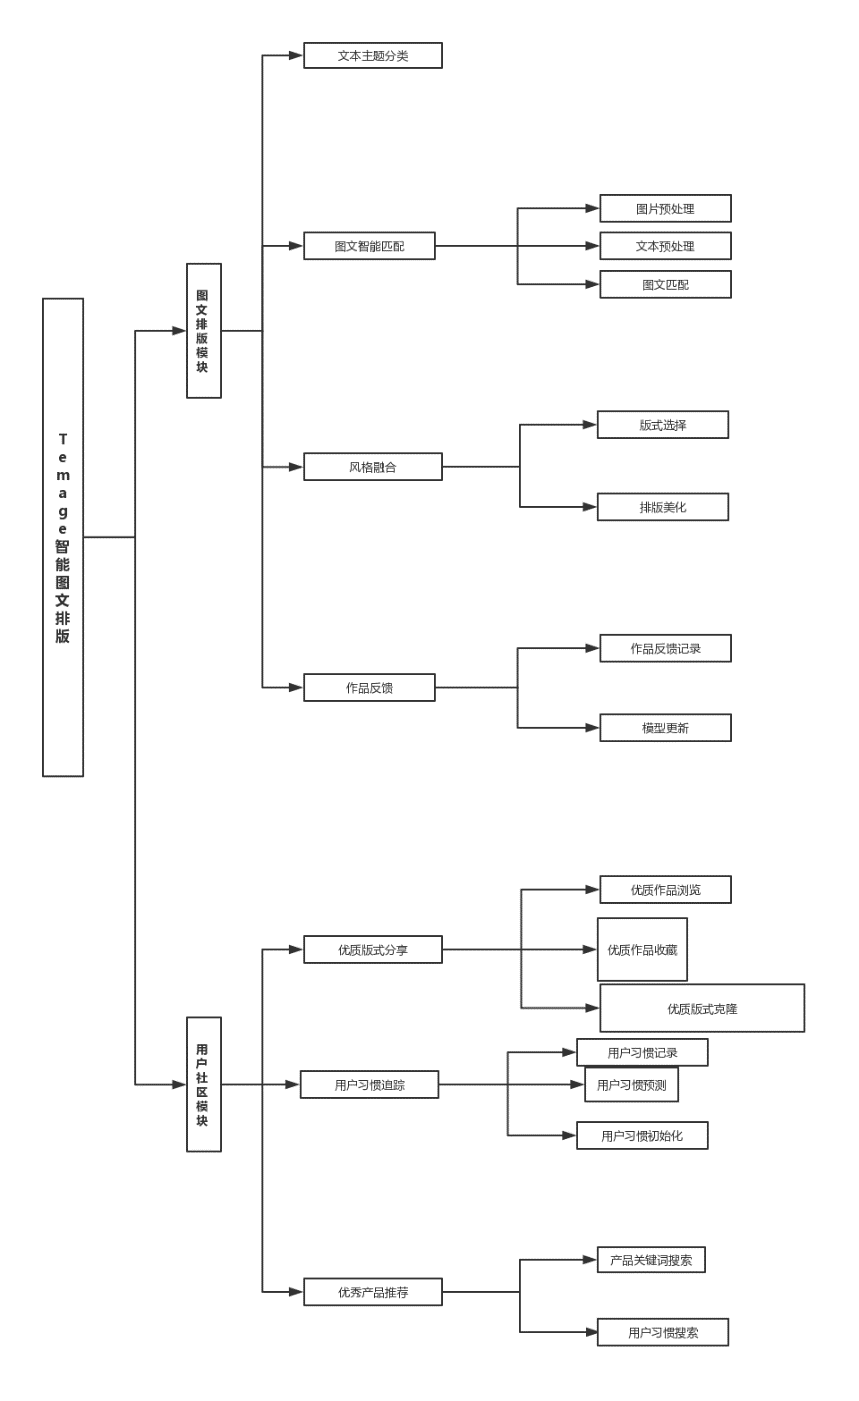 Temage智能图文排版
图文排版模块
文本主题分类
图文智能匹配
图片预处理
文本预处理
图文匹配
风格融合
版式选择
排版美化
作品反馈
作品反馈记录
模型更新
用户社区模块
优质版式分享
优质作品浏览
优质作品收藏
优质版式克隆
用户习惯追踪
用户习惯记录
用户习惯预测
用户习惯初始化
优秀产品推荐
产品关键词搜索
用户习惯搜索